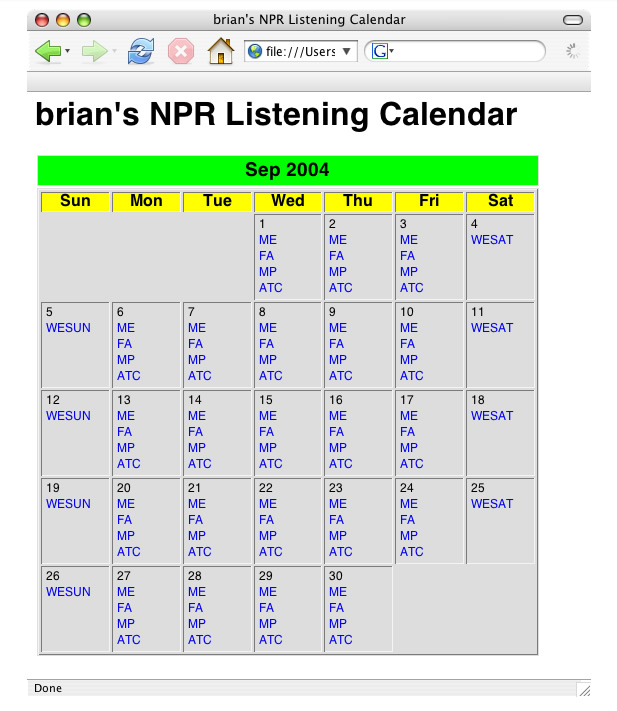 brian's NPR Listening Calendar
file:///Users
G
brian's NPR Listening Calendar
Sep 2004
Sun Mon Tue Wed Thu Fri Sat
1 2 3 4
ME ME ME WESAT
FA FA FA
MP MP MP
ATC ATC ATC
5 6 7 8 9 10 11
WESUN ME ME ME ME ME WESAT
FA FA FA FA FA
MP MP MP MP MP
ATC ATC ATC ATC ATC
12 13 14 15 16 17 18
WESUN ME ME ME ME ME WESAT
FA FA FA FA FA
MP MP MP MP MP
ATC ATC ATC ATC ATC
19 20 21 22 23 24 25
WESUN ME ME ME ME ME WESAT
FA FA FA FA FA
MP MP MP MP MP
ATC ATC ATC ATC ATC
26 27 28 29 30
WESUN ME ME ME ME
FA FA FA FA
MP MP MP MP
ATC ATC ATC ATC
Done